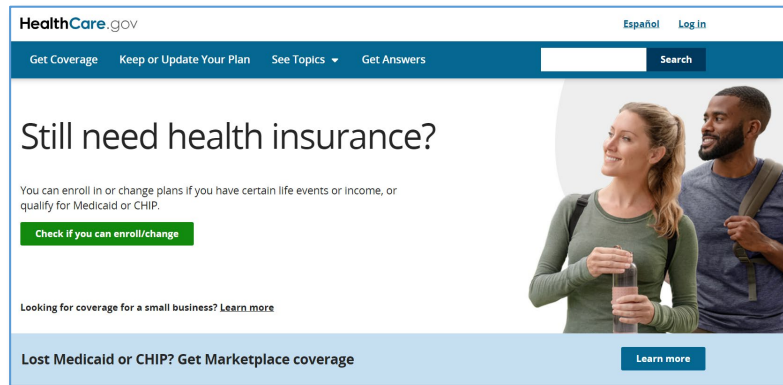 HealthCare.gov
Español Log in
Get Coverage Keep or Update Your Plan See Topics Get Answers Search
Still need health insurance?
You can enroll in or change plans if you have certain life events or income, or
qualify for Medicaid or CHIP.
Check if you can enroll/change
Looking for coverage for a small business? Learn more
Lost Medicaid or CHIP? Get Marketplace coverage Learn more